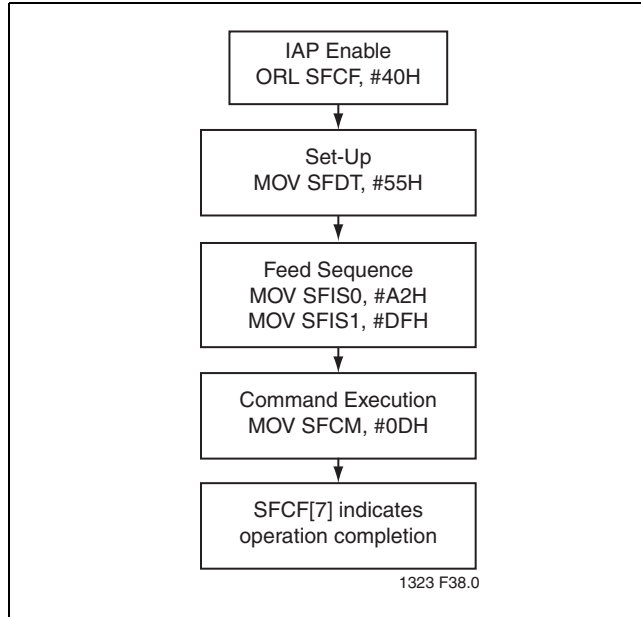 IAP Enable
ORL SFCF, #40H
Set-Up
MOV SFDT, #55H
Feed Sequence
MOV SFIS0, #A2H
MOV SFIS1, #DFH
Command Execution
MOV SFCM, #0DH
SFCF[7] indicates
operation completion
1323 F38.0